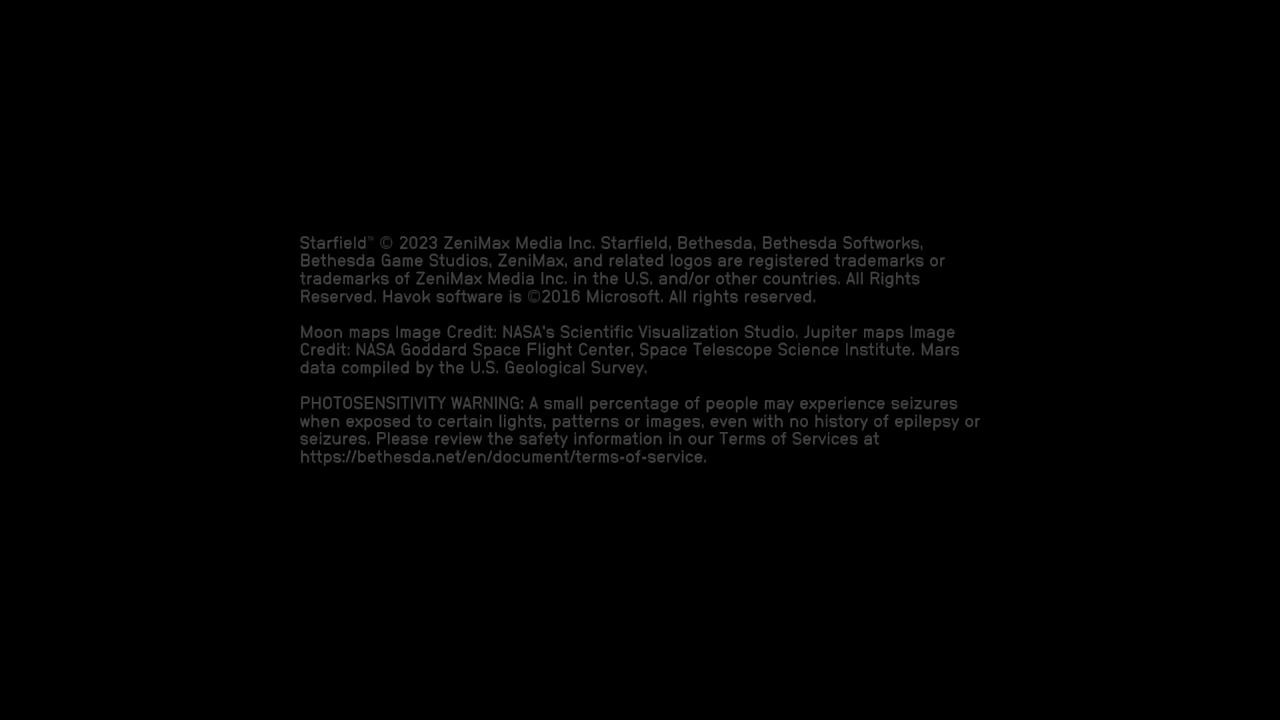 Starfield™ © 2023 ZeniMax Media Inc. Starfield, Bethesda, Bethesda Softworks,
Bethesda Game Studios, ZeniMax, and related logos are registered trademarks or
trademarks of ZeniMax Media Inc. in the U.S. and/or other countries. All Rights
Reserved. Havok software is ©2016 Microsoft. All rights reserved.
Moon maps Image Credit: NASA's Scientific Visualization Studio. Jupiter maps Image
Credit: NASA Goddard Space Flight Center, Space Telescope Science Institute. Mars
data compiled by the U.S. Geological Survey.
PHOTOSENSITIVITY WARNING: A small percentage of people may experience seizures
when exposed to certain lights, patterns or images, even with no history of epilepsy or
seizures. Please review the safety information in our Terms of Services at
https://bethesda.net/en/document/terms-of-service.